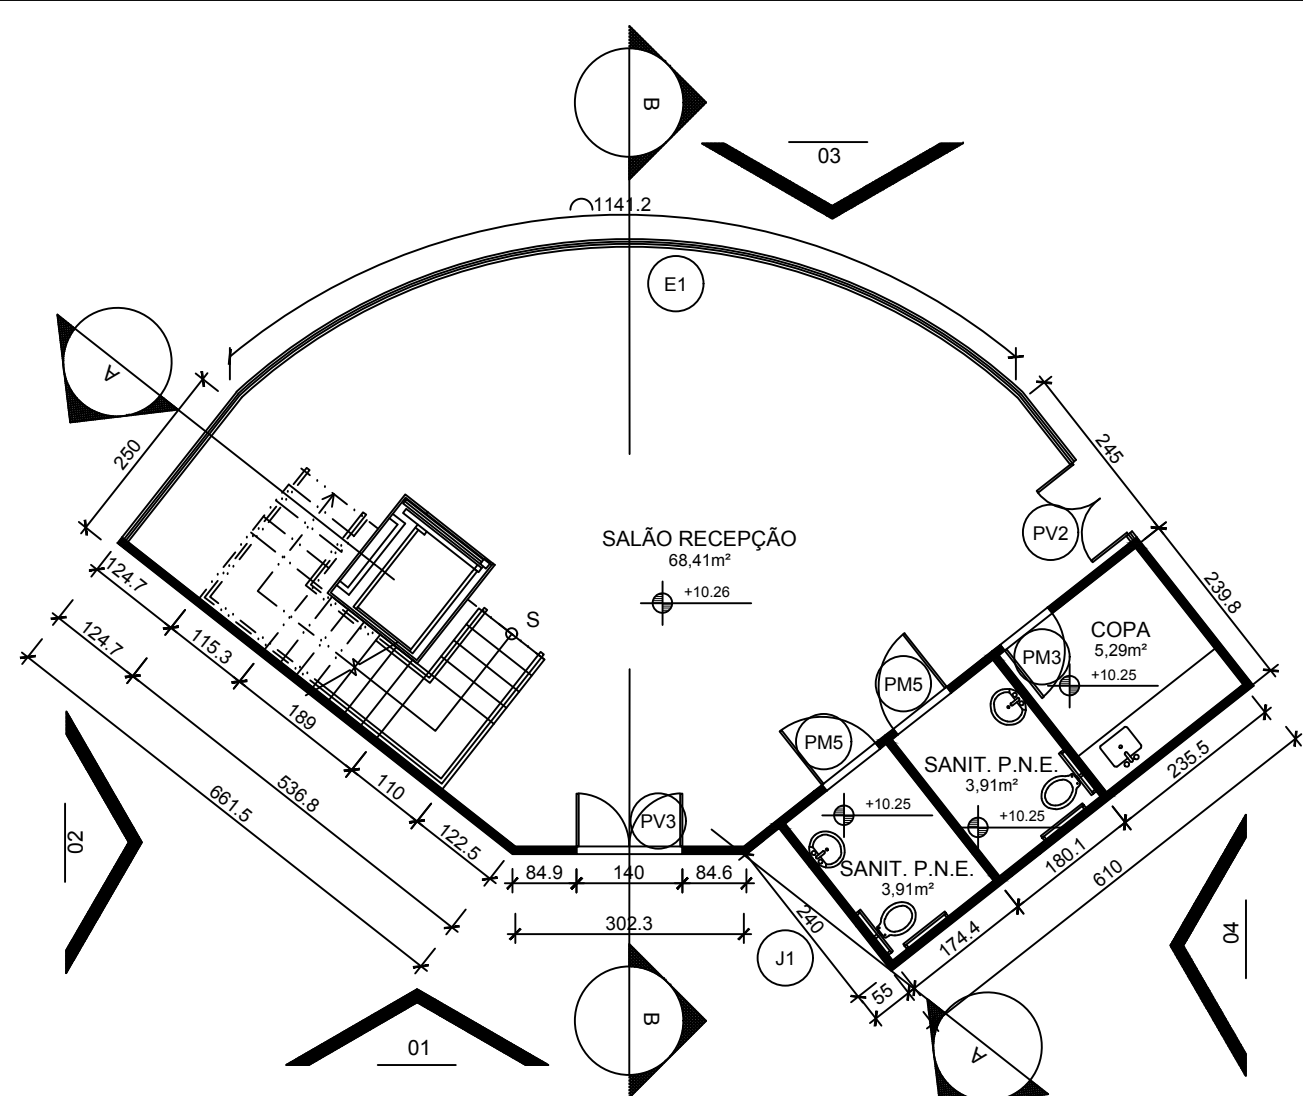 B
03
1141.2
E1
A
250
245
PV2
SALÃO RECEPÇÃO
68,41m²
+10.26
239.8
124.7
S
COPA
5,29m²
PM3
+10.25
124.7
115.3
PM5
189
PM5
SANIT. P.N.E.
3,91m²
235.5
110
+10.25
+10.25
661.5
536.8
PV3
02
122.5
SANIT. P.N.E.
3,91m²
180.1
610
84.9
140
84.6
240
174.4
302.3
04
J1
55
B
01
A